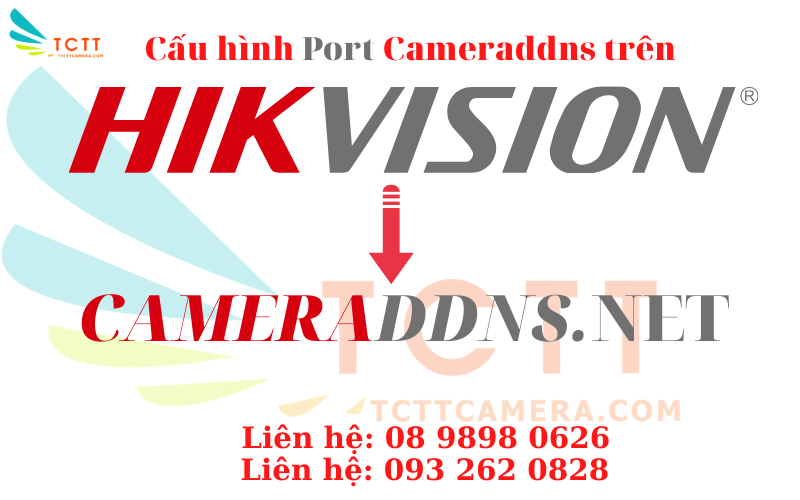 TCTT
TCTTCAMERA.COM
Cấu hình Port Cameraddns trên
HIKVISION®
CAMERADDNS.NET
TCTT
TCTTCAMERA.COM
Liên hệ: 08 9898 0626
Liên hệ: 093 262 0828